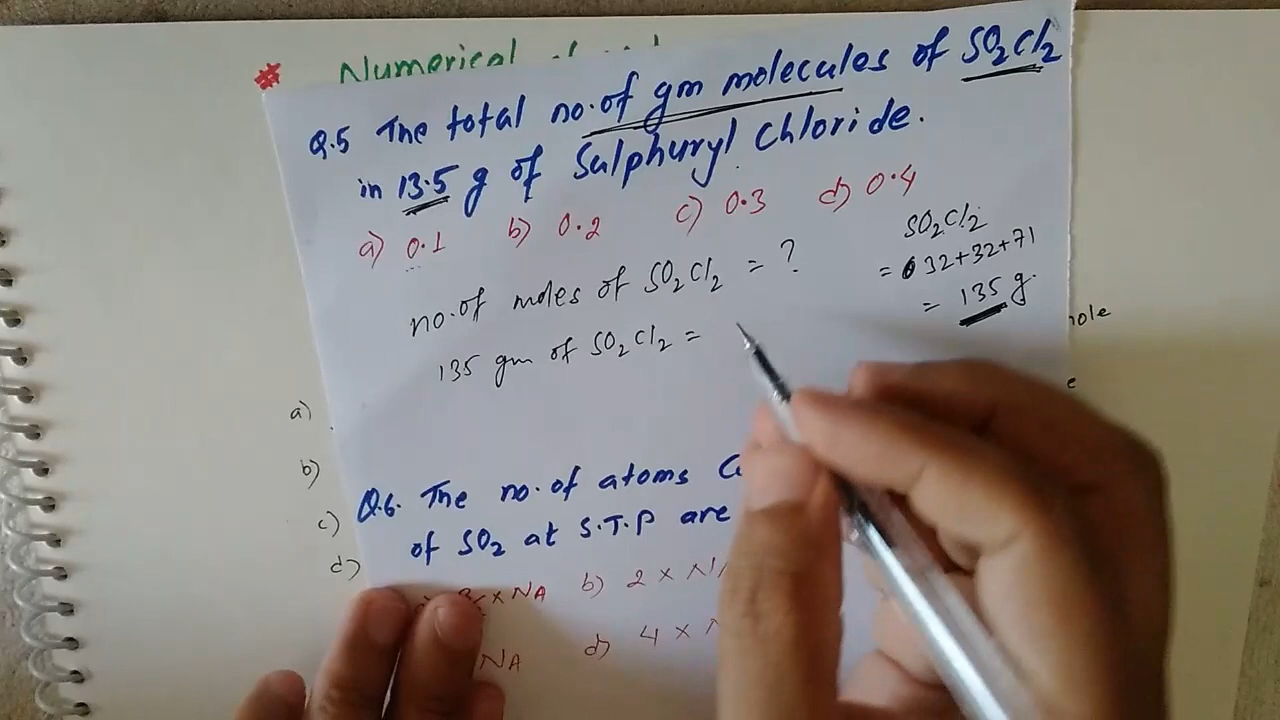 * Numerical
Q.5 The total no. of gm molecules of SO2Cl2
in 13.5 g of Sulphuryl Chloride.
a) 0.1 b) 0.2 c) 0.3 d) 0.4
SO2Cl2
= 32+32+71
= 135 g.
no. of moles of SO2Cl2 = ?
135 gm of SO2Cl2 =
hole
e
a)
b)
c)
d)
Q.6. The no. of atoms
of SO2 at S.T.P are
x NA b) 2 x N
NA d) 4 x